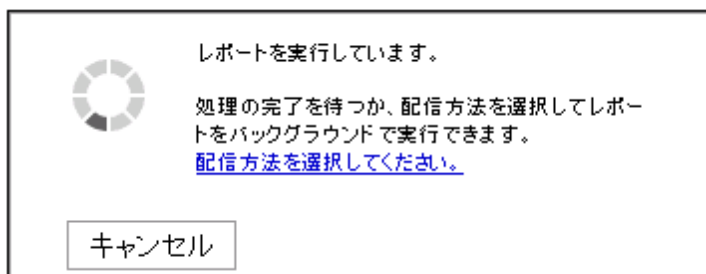 レポートを実行しています。
処理の完了を待つか、配信方法を選択してレポー
トをバックグラウンドで実行できます。
配信方法を選択してください。
キャンセル